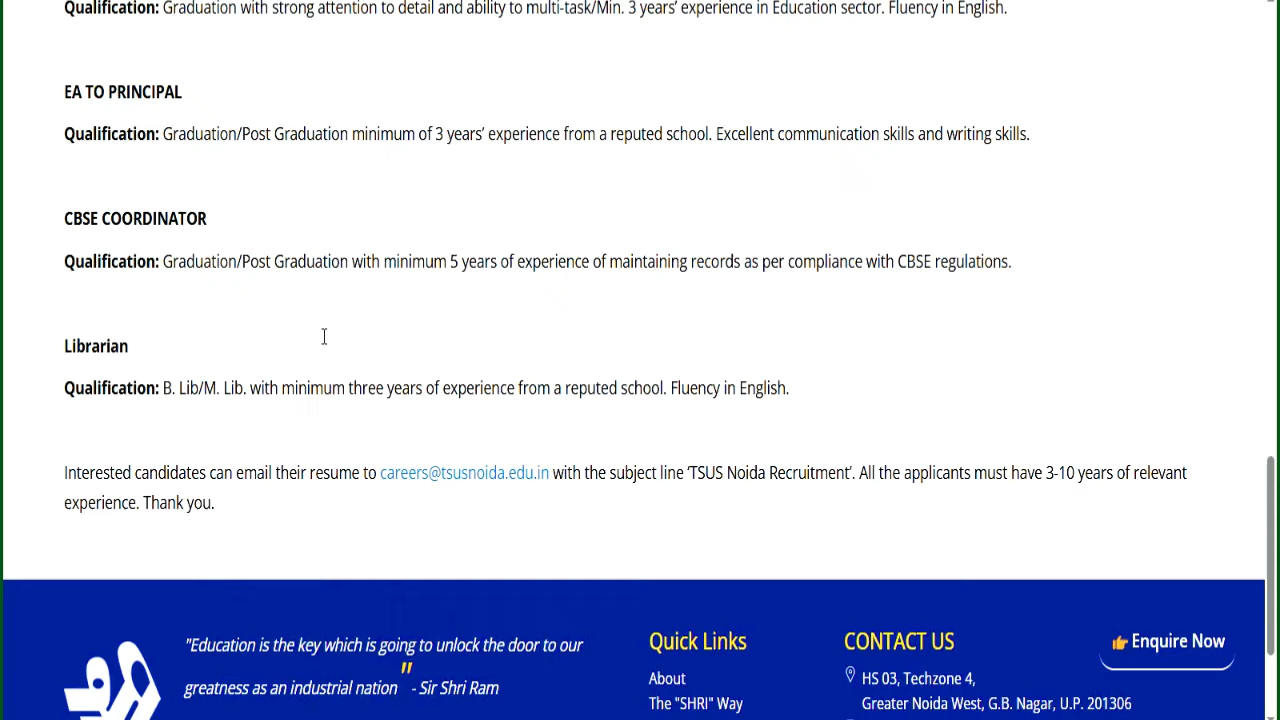 Qualification: Graduation with strong attention to detail and ability to multi-task/Min. 3 years’ experience in Education sector. Fluency in English.
EA TO PRINCIPAL
Qualification: Graduation/Post Graduation minimum of 3 years’ experience from a reputed school. Excellent communication skills and writing skills.
CBSE COORDINATOR
Qualification: Graduation/Post Graduation with minimum 5 years of experience of maintaining records as per compliance with CBSE regulations.
Librarian
Qualification: B. Lib/M. Lib. with minimum three years of experience from a reputed school. Fluency in English.
Interested candidates can email their resume to careers@tsusnoida.edu.in with the subject line ‘TSUS Noida Recruitment’. All the applicants must have 3-10 years of relevant
experience. Thank you.
"Education is the key which is going to unlock the door to our
greatness as an industrial nation " - Sir Shri Ram
Quick Links
About
The "SHRI" Way
CONTACT US
HS 03, Techzone 4,
Greater Noida West, G.B. Nagar, U.P. 201306
Enquire Now